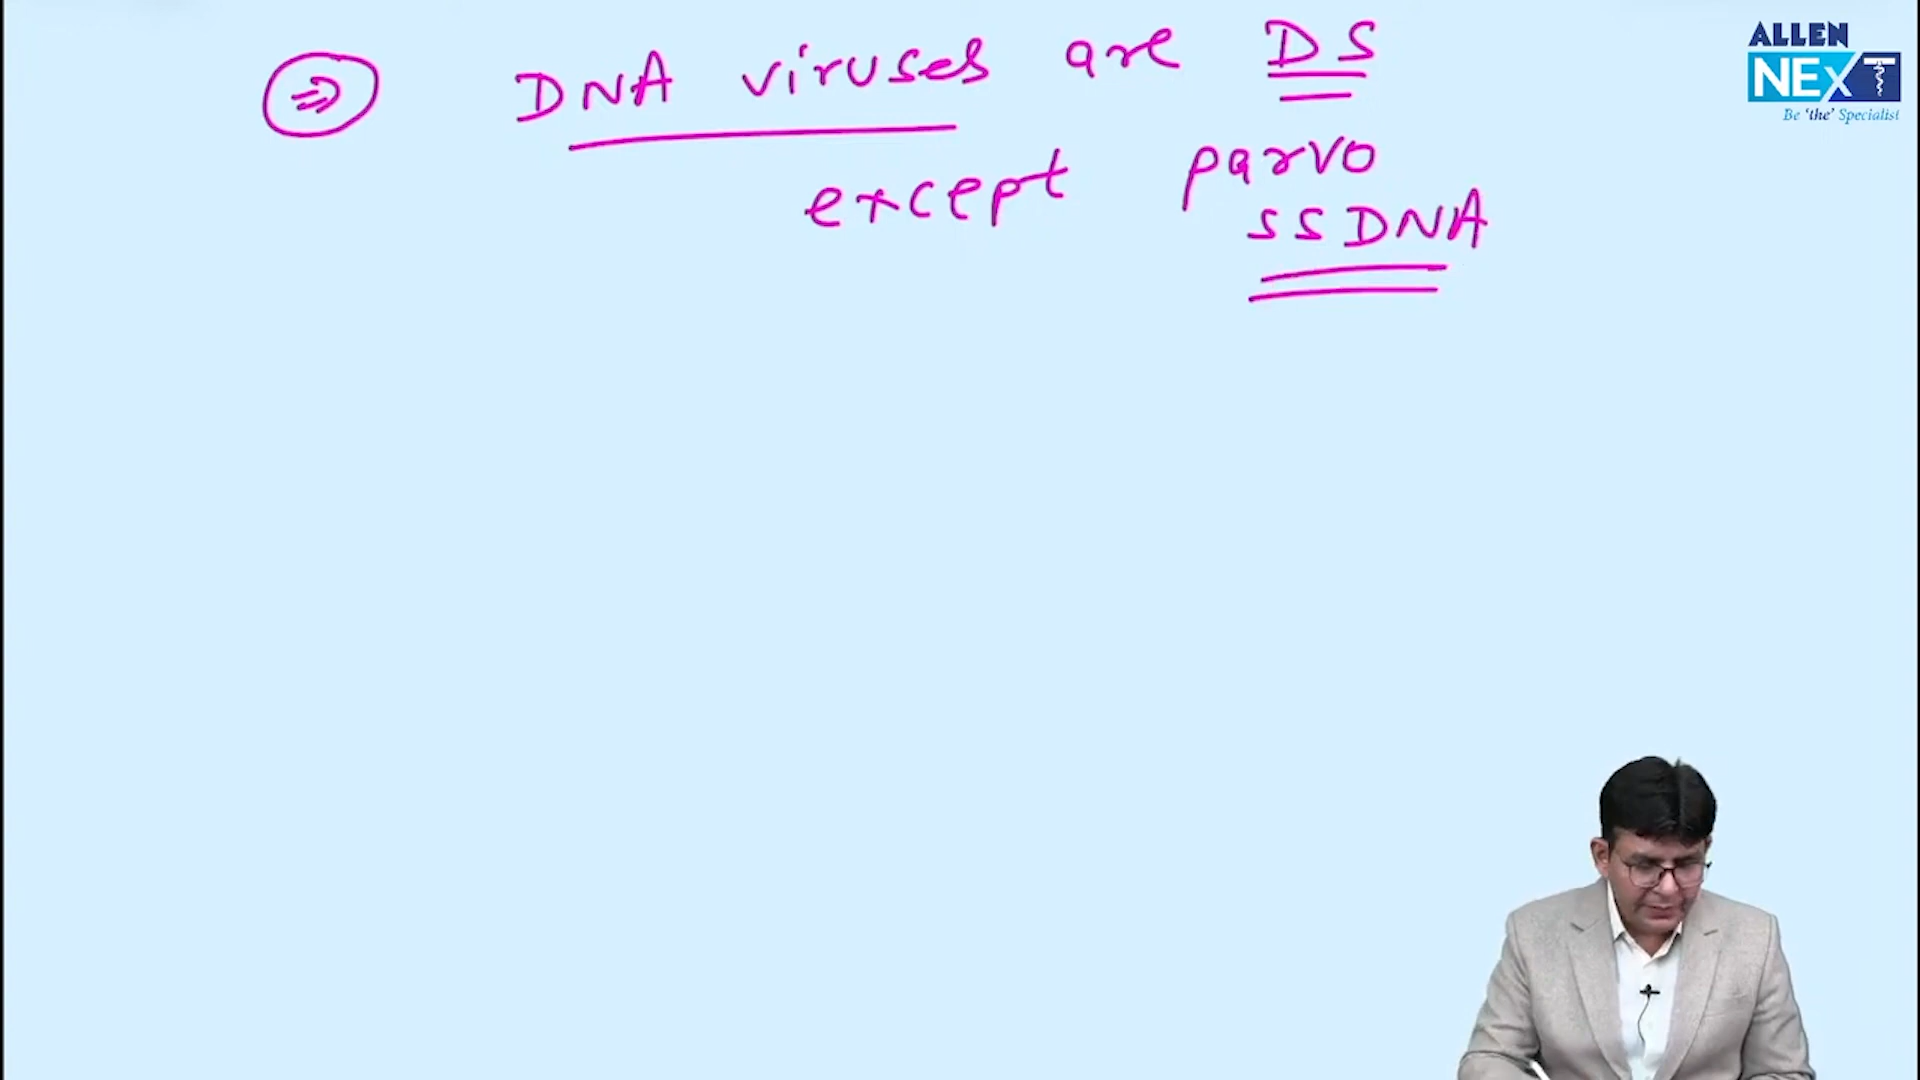 ⇒ DNA viruses are DS
except parvo
SSDNA
ALLEN
NEXT
Be 'the' Specialist